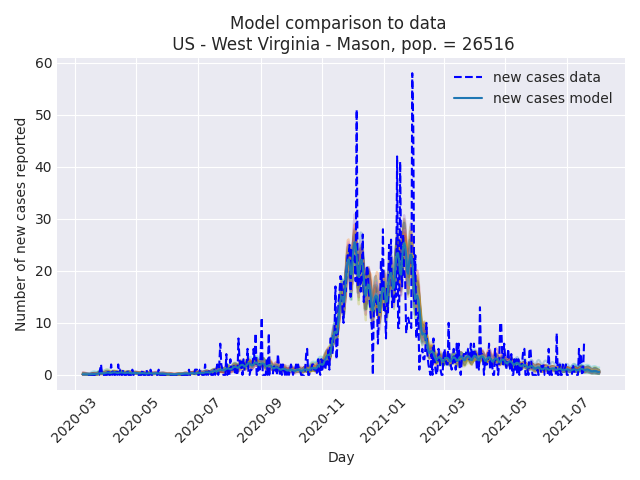 Model comparison to data
US - West Virginia - Mason, pop. = 26516
new cases data
new cases model
Number of new cases reported
60
50
40
30
20
10
0
2020-03
2020-05
2020-07
2020-09
2020-11
2021-01
2021-03
2021-05
2021-07
Day